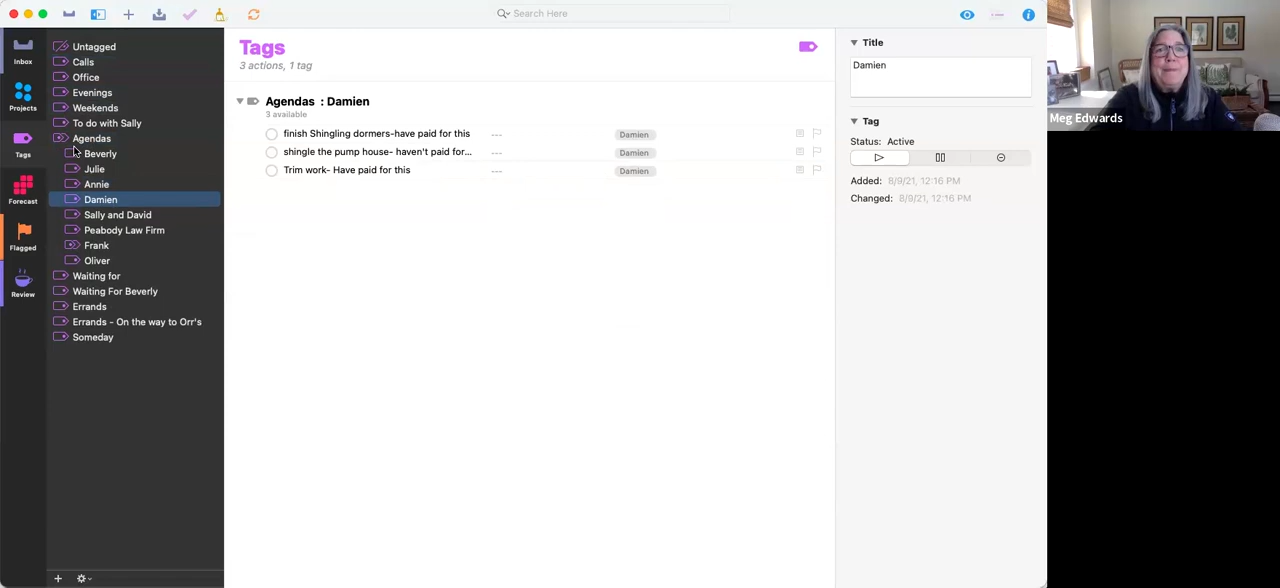 Search Here
Inbox
Projects
Tags
Forecast
Flagged
Review
Untagged
Calls
Office
Evenings
Weekends
To do with Sally
Agendas
Beverly
Julie
Annie
Damien
Sally and David
Peabody Law Firm
Frank
Oliver
Waiting for
Waiting For Beverly
Errands
Errands - On the way to Orr's
Someday
Tags
3 actions, 1 tag
Agendas : Damien
3 available
finish Shingling dormers-have paid for this --- Damien
shingle the pump house- haven't paid for... --- Damien
Trim work- Have paid for this --- Damien
Title
Damien
Tag
Status: Active
Added: 8/9/21, 12:16 PM
Changed: 8/9/21, 12:16 PM
Meg Edwards